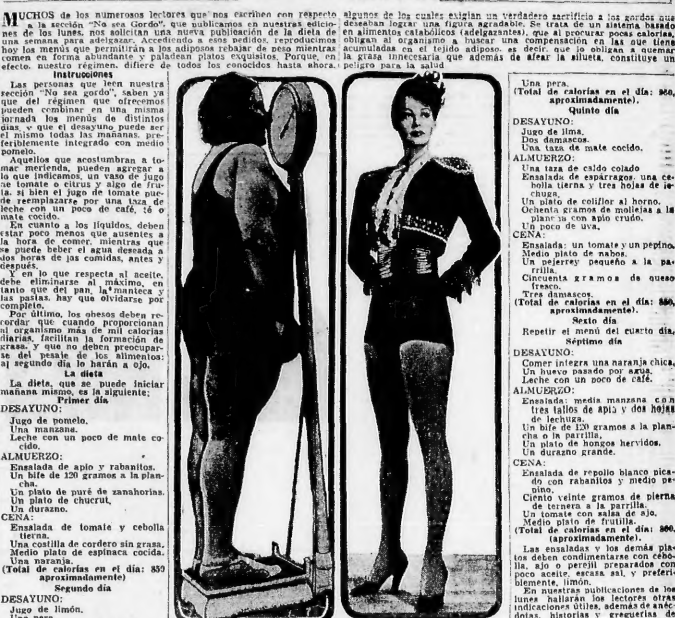 MUCHOS de los numerosos lectores que nos escriben con respecto
a la sección "No sea Gordo", que publicamos en nuestras edicio-
nes de los lunes, nos solicitan una nueva publicación de la dieta de
una semana para adelgazar. Accediendo a esos pedidos, reproducimos
hoy los menús que permitirán a los adiposos rebajar de peso mientras
comen en forma abundante y paladean platos exquisitos. Porque, en
efecto, nuestro régimen, difiere de todos los conocidos hasta ahora,
algunos de los cuales exigían un verdadero sacrificio a los gordos que
deseaban lograr una figura agradable. Se trata de un sistema basado
en alimentos catabólicos (adelgazantes), que al procurar pocas calorías,
obligan al organismo a buscar una compensación en las que tiene
acumuladas en el tejido adiposo, es decir, que lo obligan a quemar
la grasa innecesaria que además de afear la silueta, constituye un
peligro para la salud
Instrucciones
Las personas que leen nuestra
sección "No sea gordo", saben ya
que del régimen que ofrecemos
pueden combinar en una misma
jornada los menús de distintos
días, y que el desayuno puede ser
el mismo todas las mañanas, pre-
feriblemente integrado con medio
pomelo.
Aquellos que acostumbran a to-
mar merienda, pueden agregar a
lo que indicamos, un vaso de jugo
de tomate o citrus y algo de fru-
ta, si bien el jugo de tomate pue-
de reemplazarse por una taza de
leche con un poco de café, té o
mate cocido.
En cuanto a los líquidos, deben
estar poco menos que ausentes a
la hora de comer, mientras que
se puede beber el agua deseada a
dos horas de las comidas, antes y
después.
Y en lo que respecta al aceite,
debe eliminarse al máximo, en
tanto que del pan, la manteca y
las pastas, hay que olvidarse por
completo.
Por último, los obesos deben re-
cordar que cuando proporcionan
al organismo más de mil calorías
diarias, facilitan la formación de
grasa, y que no deben preocupar-
se del pesaje de los alimentos:
al segundo día lo harán a ojo.
La dieta
La dieta, que se puede iniciar
mañana mismo, es la siguiente:
Primer día
DESAYUNO:
Jugo de pomelo.
Una manzana.
Leche con un poco de mate co-
cido.
ALMUERZO:
Ensalada de apio y rabanitos.
Un bife de 120 gramos a la plan-
cha.
Un plato de puré de zanahorias.
Un plato de chucrut.
Un durazno.
CENA:
Ensalada de tomate y cebolla
tierna.
Una costilla de cordero sin grasa.
Medio plato de espinaca cocida.
Una naranja.
(Total de calorías en el día: 850
aproximadamente)
Segundo día
DESAYUNO:
Jugo de limón.
Una pera.
Una pera.
(Total de calorías en el día:
aproximadamente).
Quinto día
DESAYUNO:
Jugo de lima.
Dos damascos.
Una taza de mate cocido.
ALMUERZO:
Una taza de caldo colado
Ensalada de espárragos, una ce-
bolla tierna y tres hojas de le-
chuga.
Un plato de coliflor al horno.
Ochenta gramos de mollejas a la
plancha con apio crudo.
Un poco de uva.
CENA:
Ensalada: un tomate y un pepino.
Medio plato de nabos.
Un pejerrey pequeño a la pa-
rrilla.
Cincuenta gramos de queso
fresco.
Tres damascos.
(Total de calorías en el día:
aproximadamente).
Sexto día
Repetir el menú del cuarto día.
Séptimo día
DESAYUNO:
Comer íntegra una naranja chica.
Un huevo pasado por agua.
Leche con un poco de café.
ALMUERZO:
Ensalada: media manzana con
tres tallos de apio y dos hojas
de lechuga.
Un bife de 120 gramos a la plan-
cha o la parrilla.
Un plato de hongos hervidos.
Un durazno grande.
CENA:
Ensalada de repollo blanco pica-
do con rabanitos y medio pe-
pino.
Ciento veinte gramos de pierna
de ternera a la parrilla.
Un tomate con salsa de ajo.
Medio plato de frutilla.
(Total de calorías en el día:
(aproximadamente).
Las ensaladas y los demás pla-
tos deben condimentarse con cebo-
lla, ajo o perejil preparados con
poco aceite, escasa sal, y preferi-
blemente, limón.
En nuestras publicaciones de los
lunes hallarán los lectores otras
indicaciones útiles, además de anéc-
dotas, historias y greguerías de